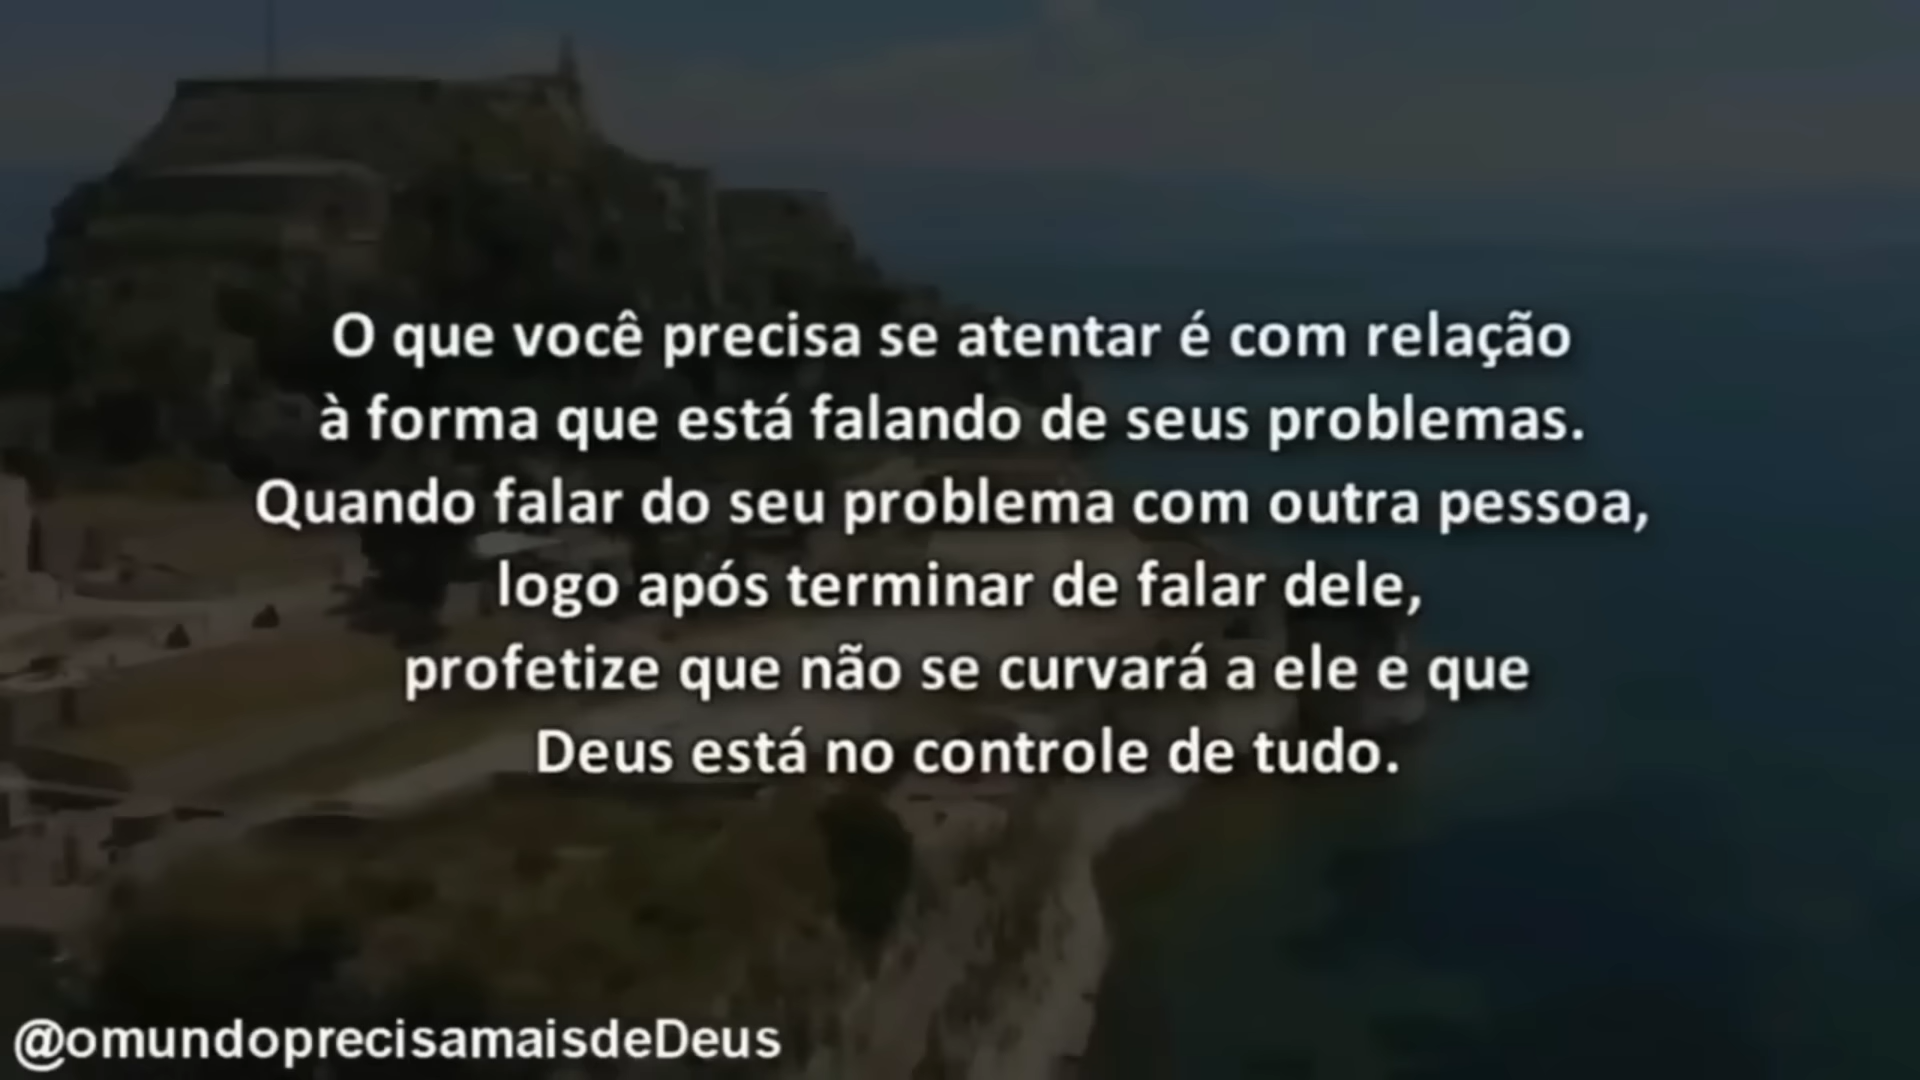 O que você precisa se atentar é com relação
à forma que está falando de seus problemas.
Quando falar do seu problema com outra pessoa,
logo após terminar de falar dele,
profetize que não se curvará a ele e que
Deus está no controle de tudo.
@omundoprecisamaisdeDeus